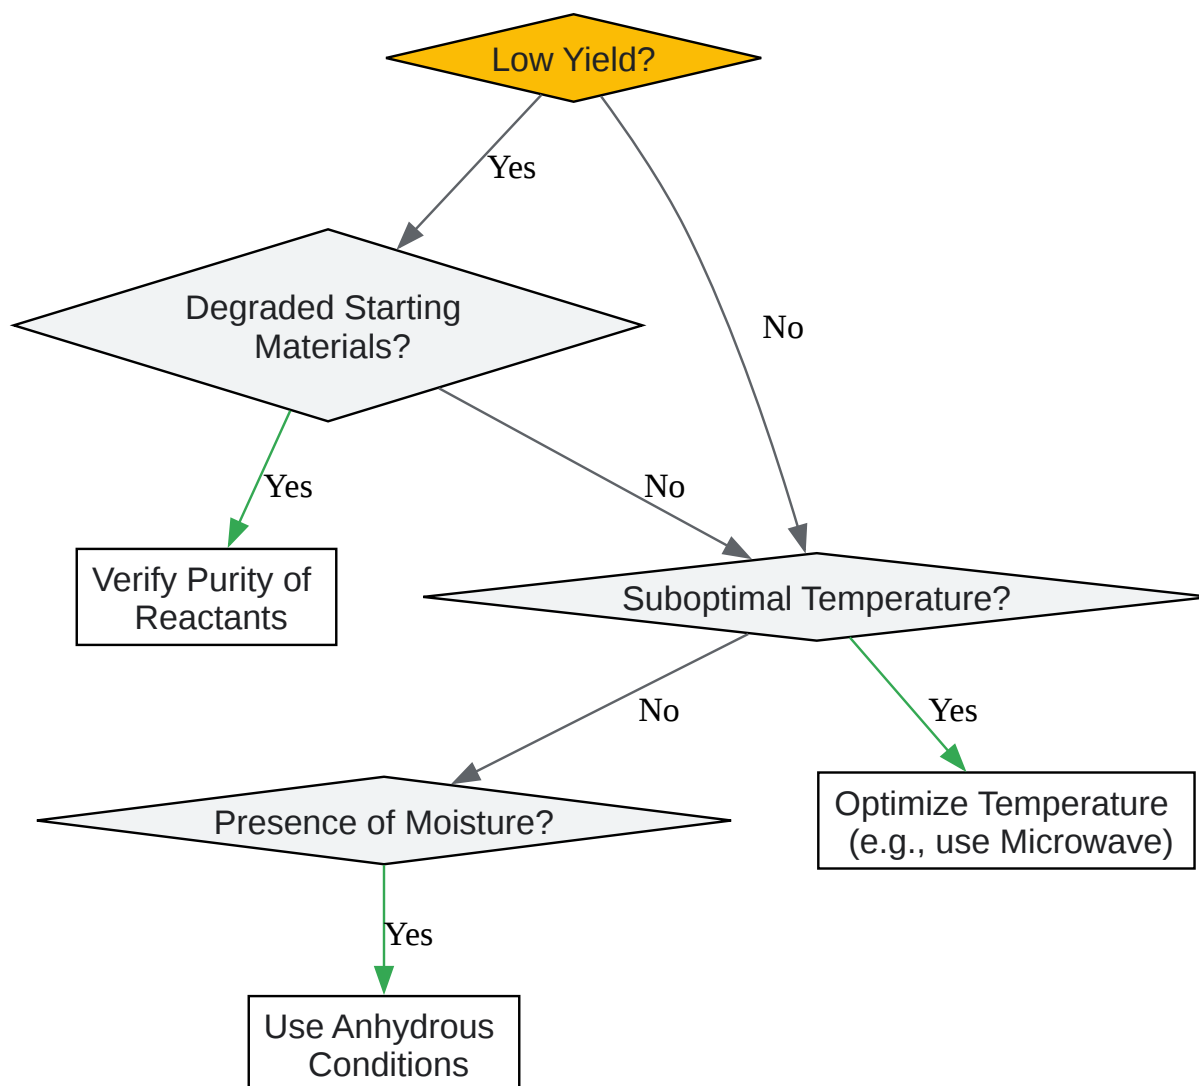 Low Yield?
Yes
No
Degraded Starting
Materials?
Yes
No
Verify Purity of
Reactants
Suboptimal Temperature?
No
Yes
Presence of Moisture?
Optimize Temperature
(e.g., use Microwave)
Yes
Use Anhydrous
Conditions